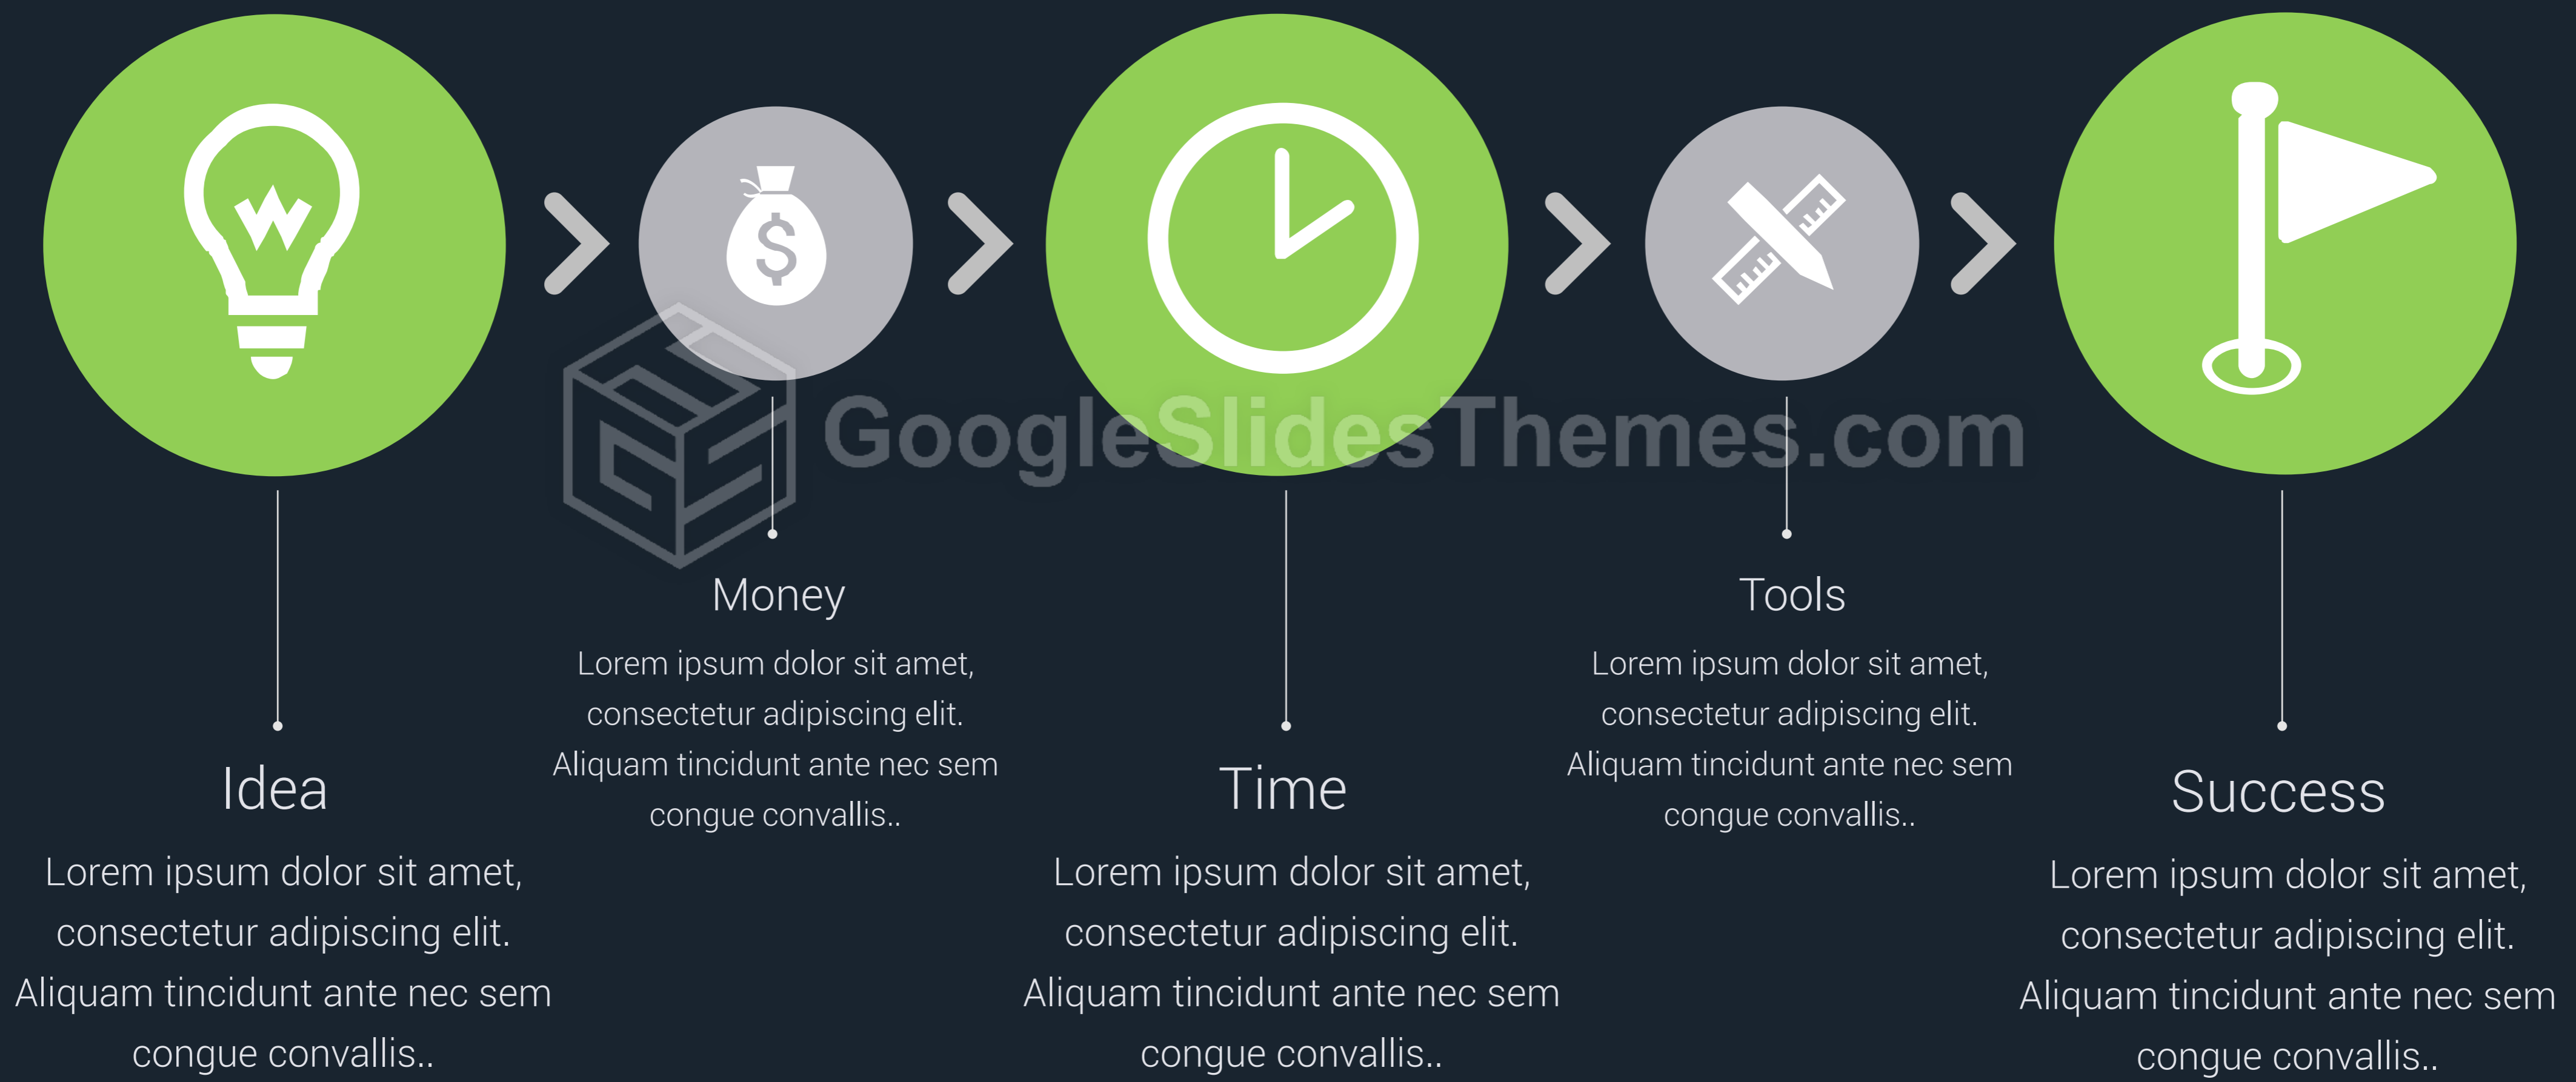 GoogleSlidesThemes.com
Idea
Lorem ipsum dolor sit amet,
consectetur adipiscing elit.
Aliquam tincidunt ante nec sem
congue convallis..
Money
Lorem ipsum dolor sit amet,
consectetur adipiscing elit.
Aliquam tincidunt ante nec sem
congue convallis..
Time
Lorem ipsum dolor sit amet,
consectetur adipiscing elit.
Aliquam tincidunt ante nec sem
congue convallis..
Tools
Lorem ipsum dolor sit amet,
consectetur adipiscing elit.
Aliquam tincidunt ante nec sem
congue convallis..
Success
Lorem ipsum dolor sit amet,
consectetur adipiscing elit.
Aliquam tincidunt ante nec sem
congue convallis..